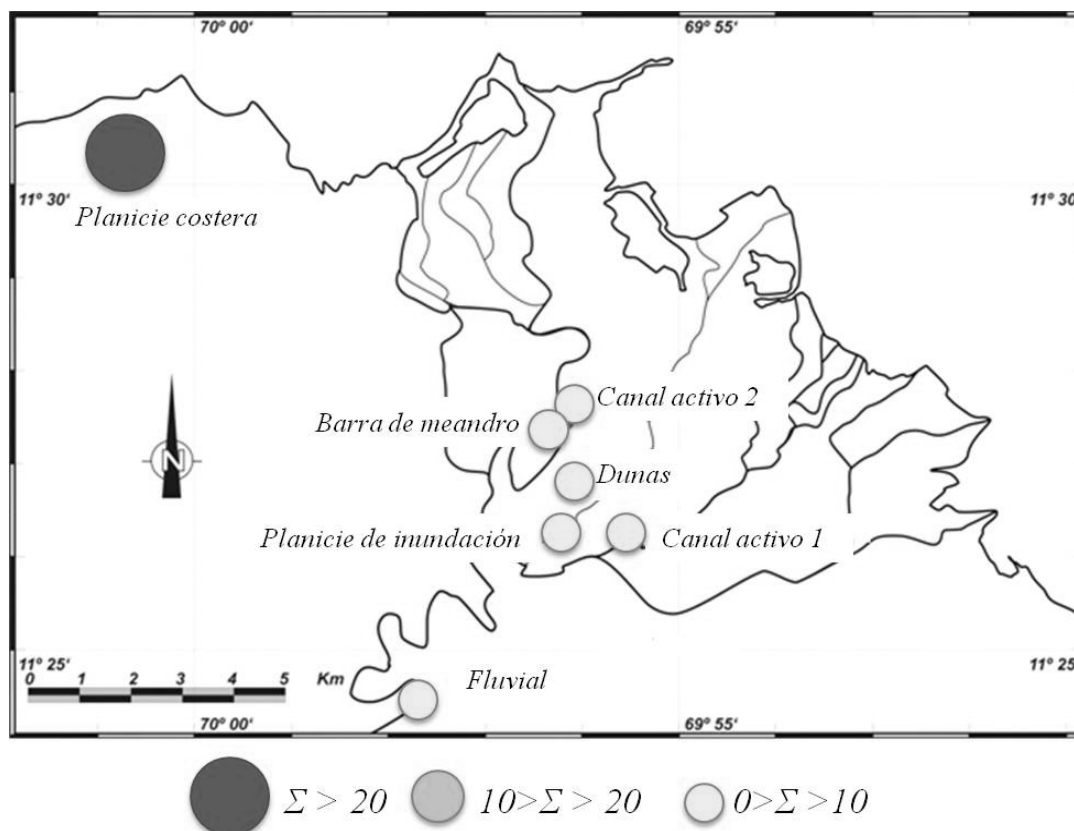 70° 00' 69° 55'
11° 30' 11° 30'
Planicie costera
Canal activo 2
Barra de meandro
Dunas
Planicie de inundación Canal activo 1
N
11° 25' 11° 25'
0 1 2 3 4 5 Km
Fluvial
70° 00' 69° 55'
Σ > 20 10>Σ > 20 0>Σ >10